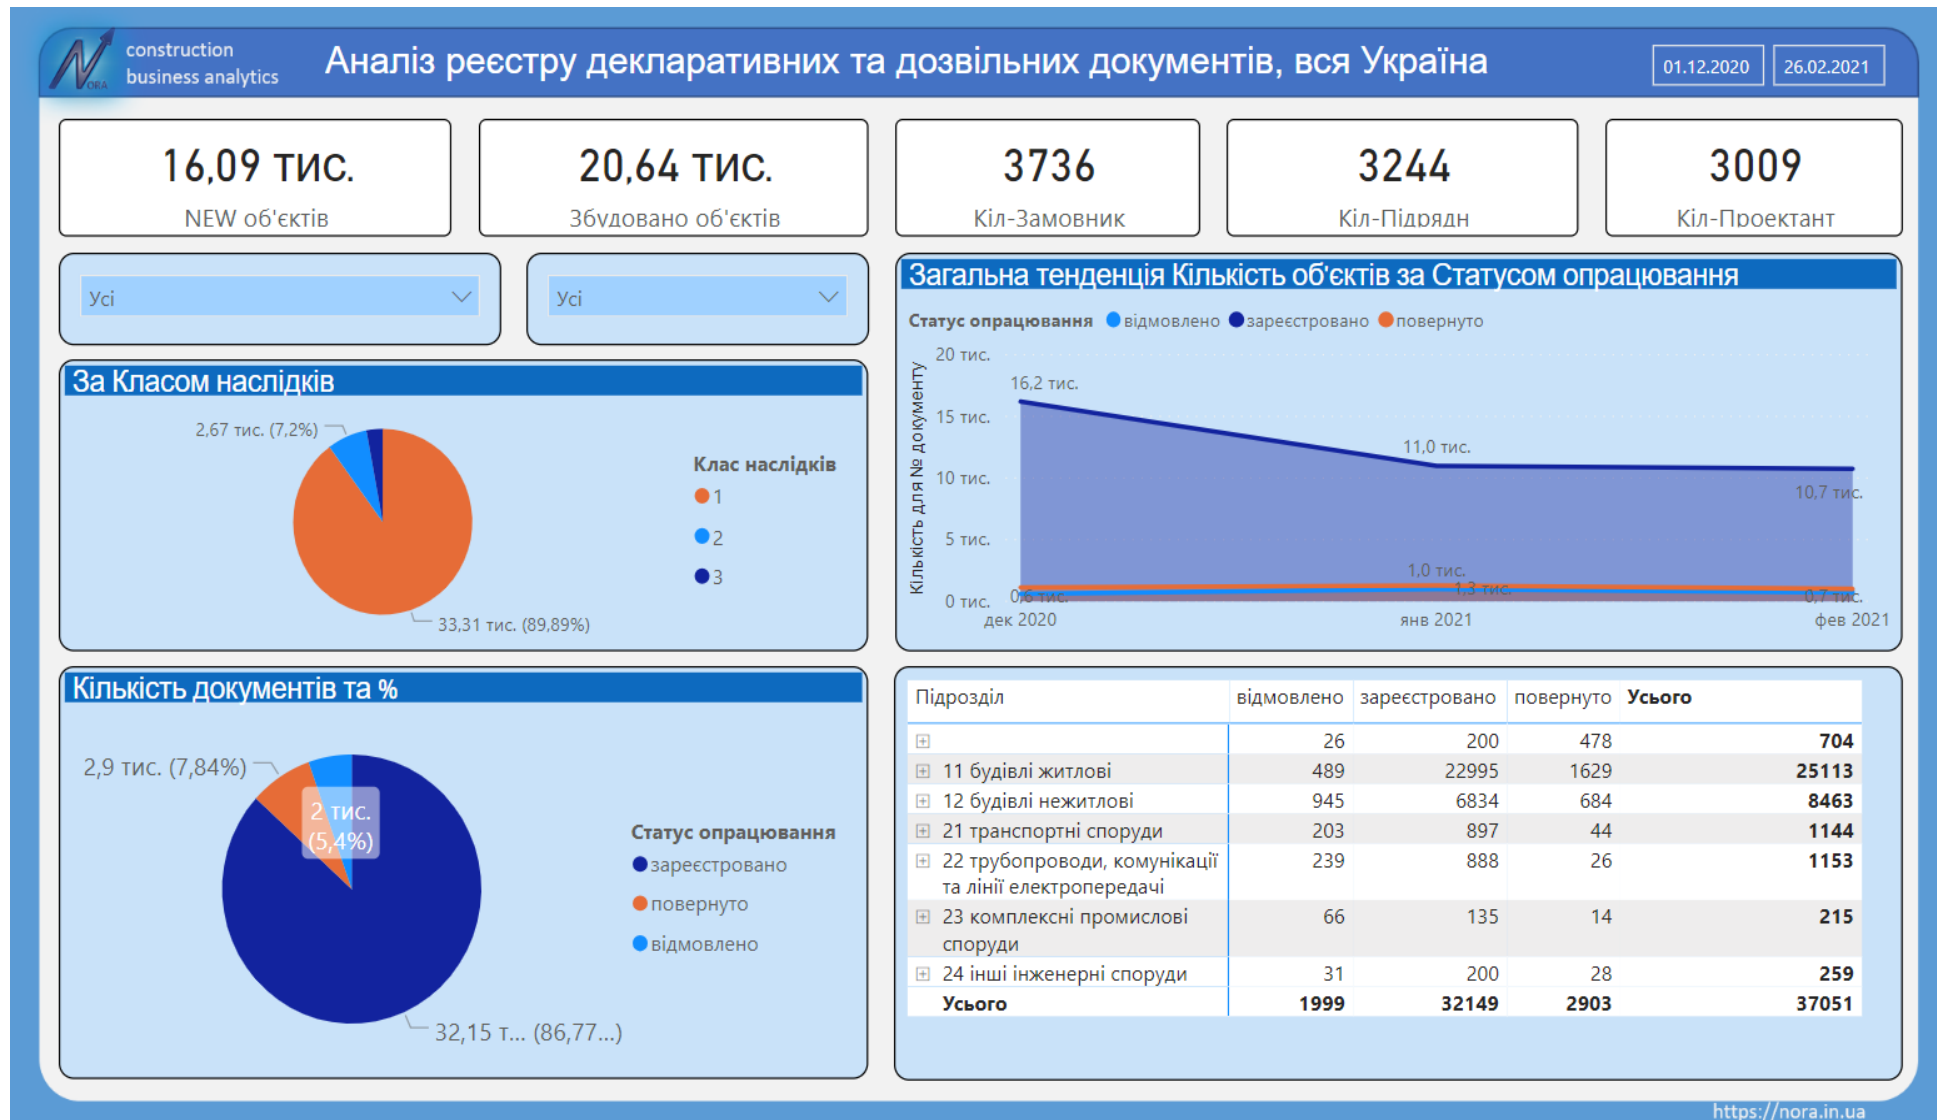 NORA
construction
business analytics
Аналіз реєстру декларативних та дозвільних документів, вся Україна
01.12.2020
26.02.2021
16,09 тис.
NEW об'єктів
20,64 тис.
Збудовано об'єктів
3736
Кіл-Замовник
3244
Кіл-Підрядн
3009
Кіл-Проектант
Усі
Усі
За Класом наслідків
2,67 тис. (7,2%)
33,31 тис. (89,89%)
Клас наслідків
1
2
3
Загальна тенденція Кількість об'єктів за Статусом опрацювання
Статус опрацювання відмовлено зареєстровано повернуто
Кількість для № документу
20 тис.
15 тис.
10 тис.
5 тис.
0 тис.
16,2 тис.
11,0 тис.
10,7 тис.
1,0 тис.
1,3 тис.
0,6 тис.
0,7 тис.
дек 2020
янв 2021
фев 2021
Кількість документів та %
2,9 тис. (7,84%)
2 тис.
(5,4%)
32,15 т... (86,77...)
Статус опрацювання
зареєстровано
повернуто
відмовлено
Підрозділ відмовлено зареєстровано повернуто Усього
26 200 478 704
11 будівлі житлові 489 22995 1629 25113
12 будівлі нежитлові 945 6834 684 8463
21 транспортні споруди 203 897 44 1144
22 трубопроводи, комунікації 239 888 26 1153
та лінії електропередачі
23 комплексні промислові 66 135 14 215
споруди
24 інші інженерні споруди 31 200 28 259
Усього 1999 32149 2903 37051
https://nora.in.ua